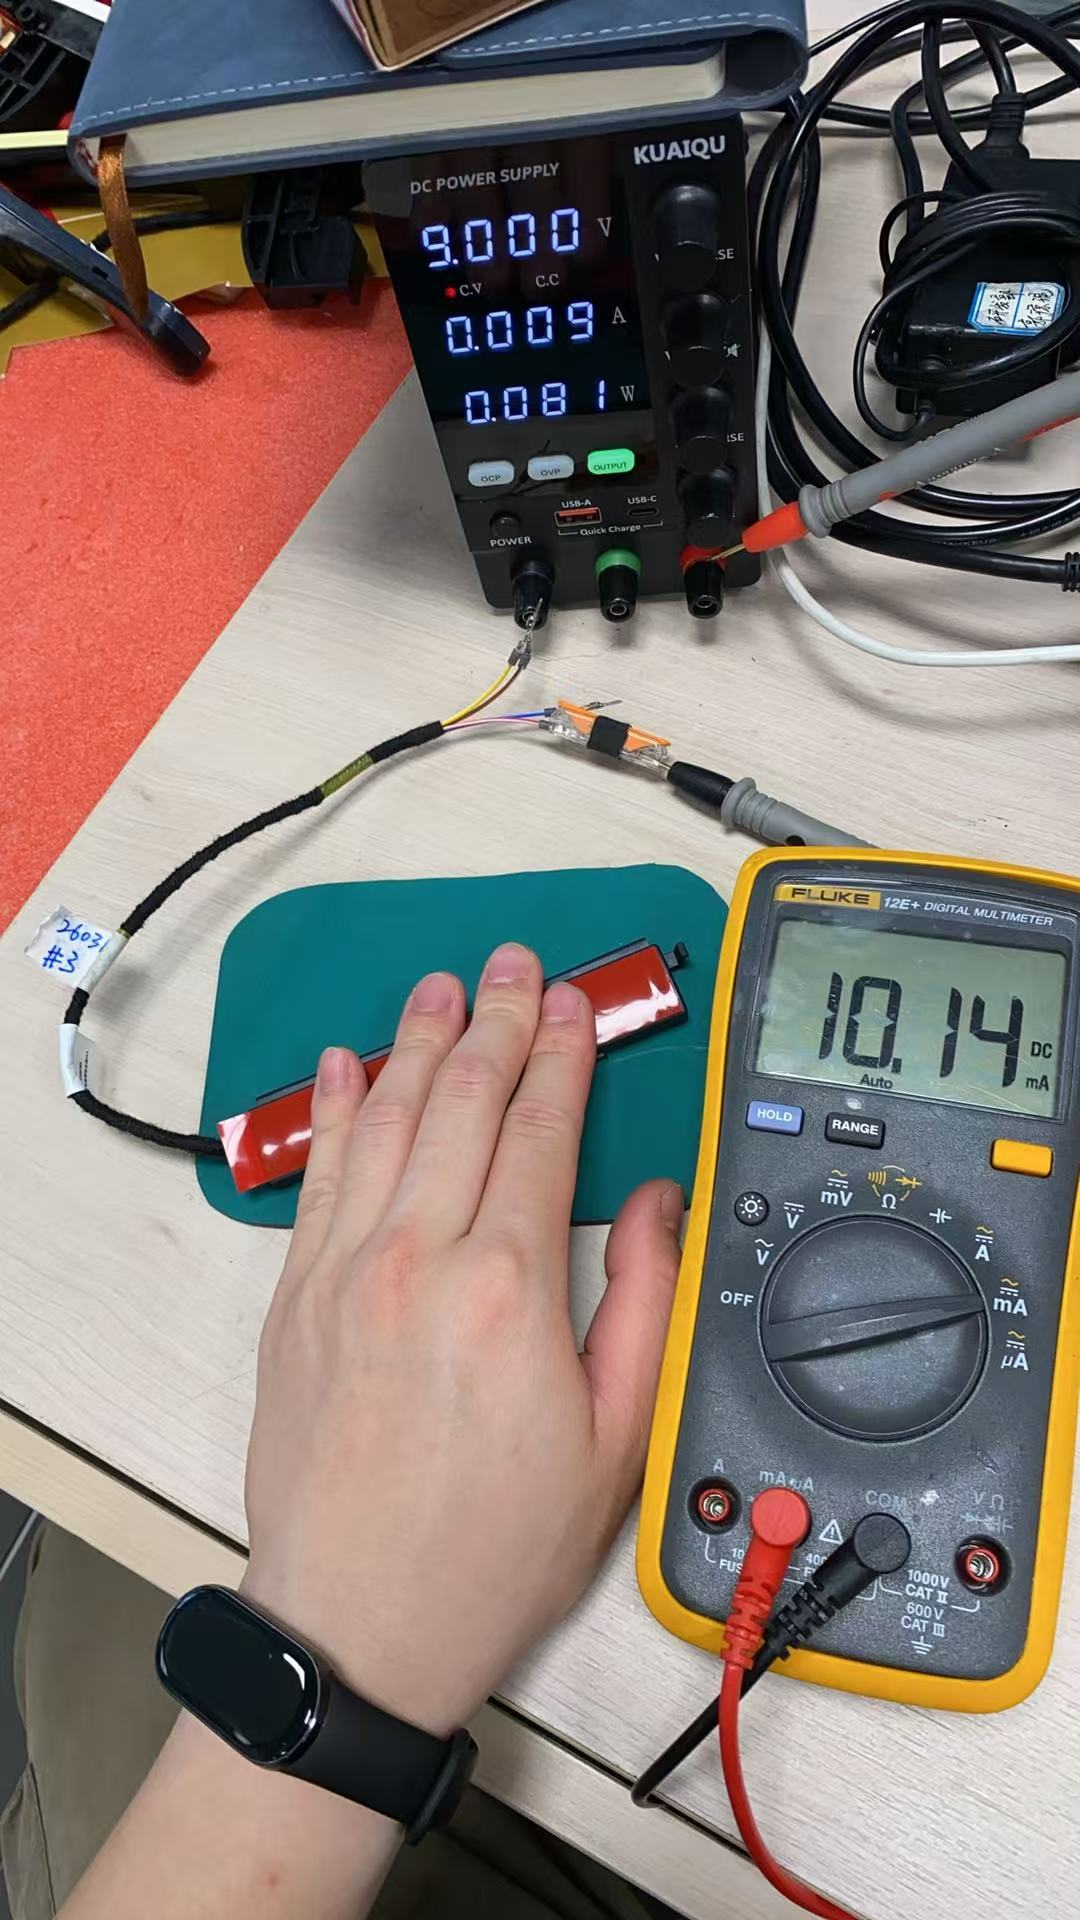 KUAIQU
DC POWER SUPPLY
9.000 V
C.V C.C
0.009 A
0.081 W
OCP OVP OUTPUT
USB-A USB-C
Quick Charge
POWER
26031
#3
FLUKE 12E+ DIGITAL MULTIMETER
10.14 DC mA
Auto
HOLD RANGE
mV Ω
V
A
V
OFF mA
µA
A mA µA COM V Ω
1000V
CAT II
600V
CAT III